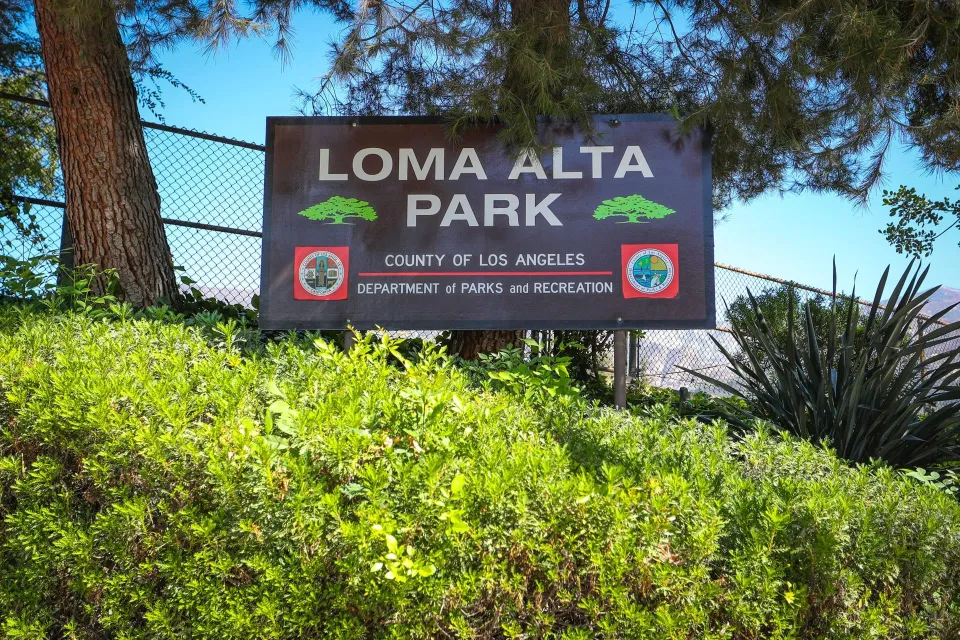 LOMA ALTA
PARK
COUNTY OF LOS ANGELES
DEPARTMENT of PARKS and RECREATION